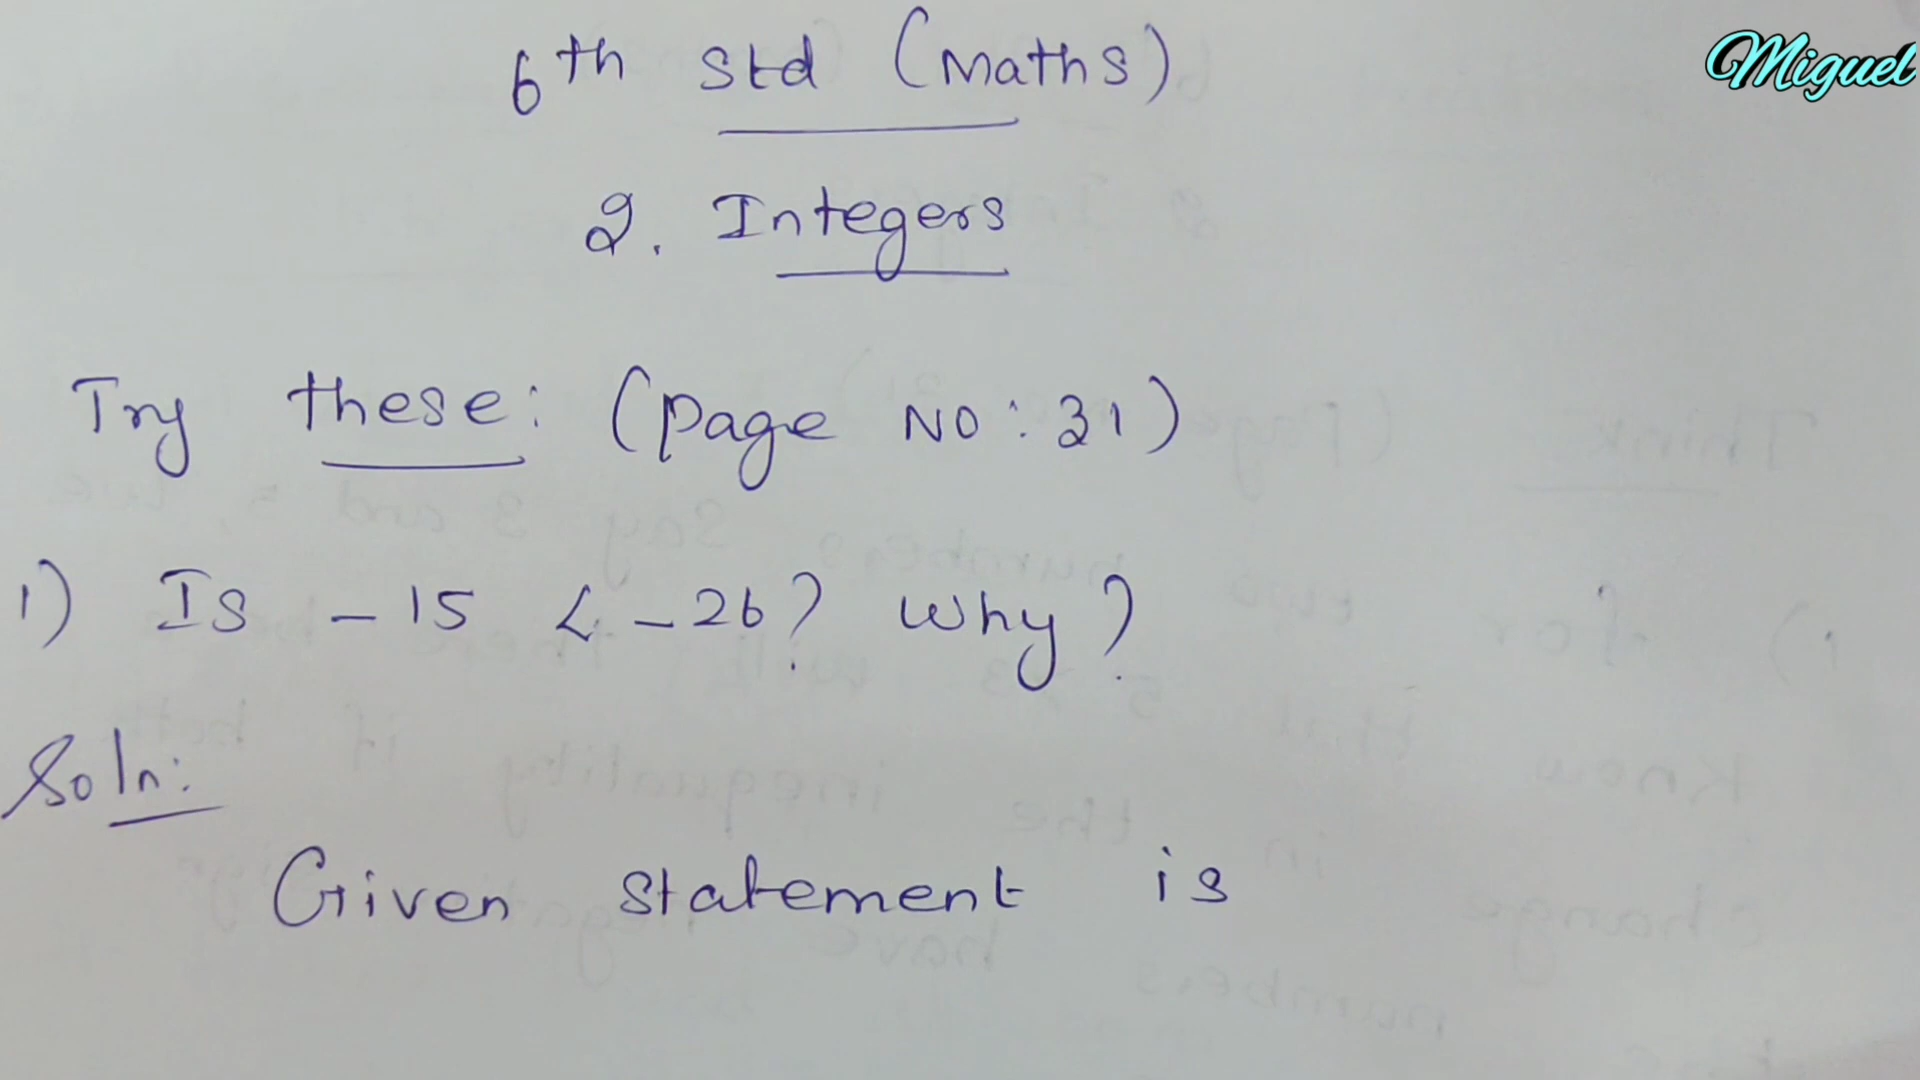 6th Std (Maths)
Miguel
2. Integers
Try these: (Page No: 31)
1) Is -15 < -26? Why?
Soln:
Given statement is